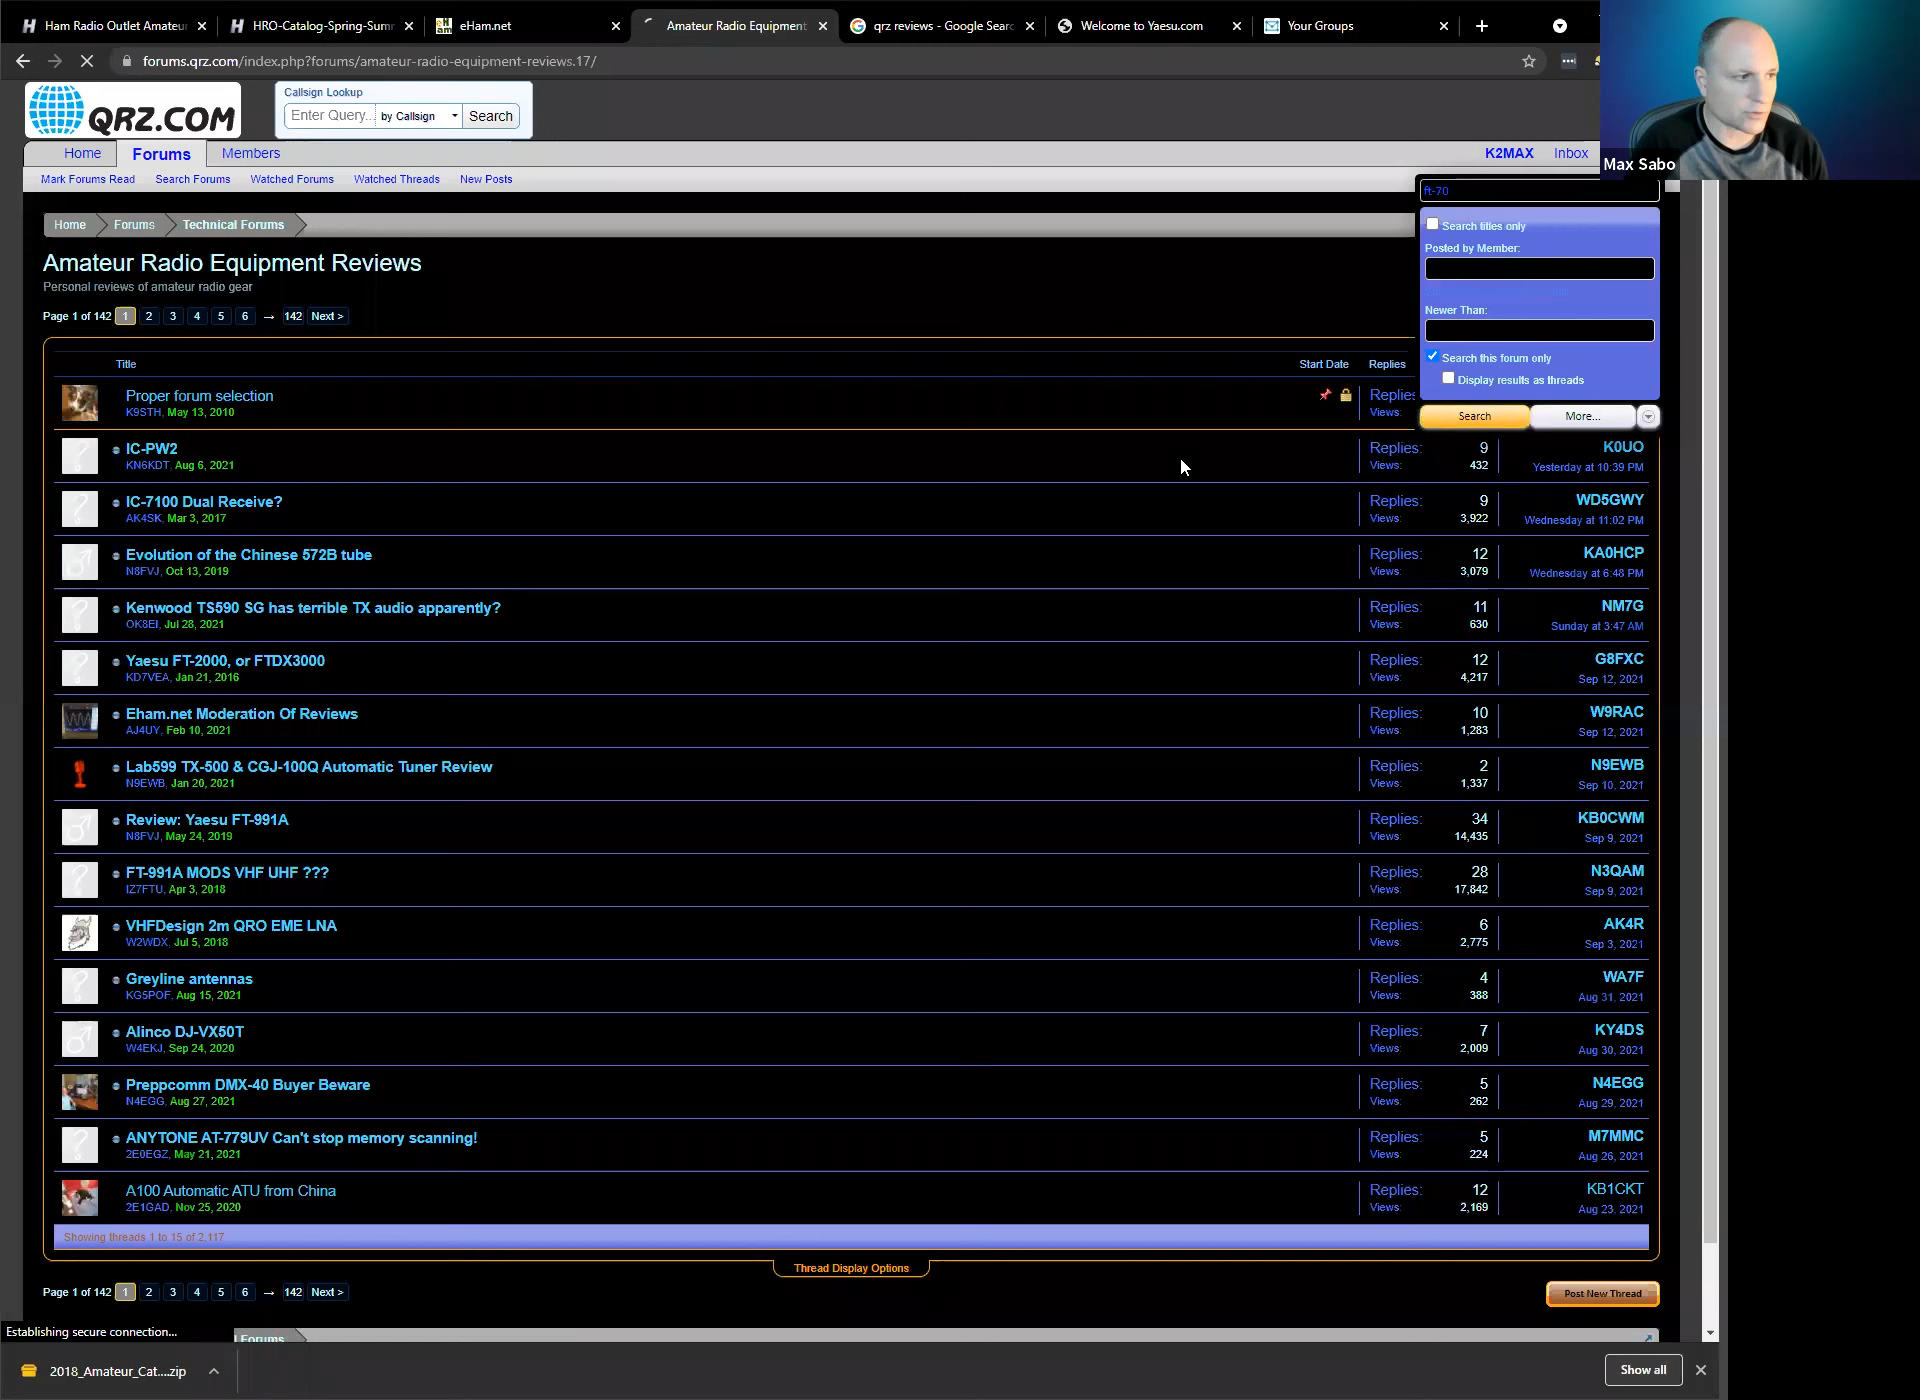 Ham Radio Outlet Amateu
HRO-Catalog-Spring-Sum
eHam.net
Amateur Radio Equipment
qrz reviews - Google Searc
Welcome to Yaesu.com
Your Groups
forums.qrz.com/index.php?forums/amateur-radio-equipment-reviews.17/
QRZ.COM
Callsign Lookup
Enter Query...
by Callsign
Search
Home
Forums
Members
K2MAX
Inbox
Max Sabo
Mark Forums Read
Search Forums
Watched Forums
Watched Threads
New Posts
ft-70
Search titles only
Posted by Member:
Newer Than:
Search this forum only
Display results as threads
Search
More...
Home
Forums
Technical Forums
Amateur Radio Equipment Reviews
Personal reviews of amateur radio gear
Page 1 of 142 1 2 3 4 5 6 → 142 Next >
Title
Start Date
Replies
Proper forum selection
K9STH, May 13, 2010
Replies
Views:
IC-PW2
KN6KDT, Aug 6, 2021
Replies: 9
Views: 432
K0UO
Yesterday at 10:39 PM
IC-7100 Dual Receive?
AK4SK, Mar 3, 2017
Replies: 9
Views: 3,922
WD5GWY
Wednesday at 11:02 PM
Evolution of the Chinese 572B tube
N8FVJ, Oct 13, 2019
Replies: 12
Views: 3,079
KA0HCP
Wednesday at 6:48 PM
Kenwood TS590 SG has terrible TX audio apparently?
OK8EI, Jul 28, 2021
Replies: 11
Views: 630
NM7G
Sunday at 3:47 AM
Yaesu FT-2000, or FTDX3000
KD7VEA, Jan 21, 2016
Replies: 12
Views: 4,217
G8FXC
Sep 12, 2021
Eham.net Moderation Of Reviews
AJ4UY, Feb 10, 2021
Replies: 10
Views: 1,283
W9RAC
Sep 12, 2021
Lab599 TX-500 & CGJ-100Q Automatic Tuner Review
N9EWB, Jan 20, 2021
Replies: 2
Views: 1,337
N9EWB
Sep 10, 2021
Review: Yaesu FT-991A
N8FVJ, May 24, 2019
Replies: 34
Views: 14,435
KB0CWM
Sep 9, 2021
FT-991A MODS VHF UHF ???
IZ7FTU, Apr 3, 2018
Replies: 28
Views: 17,842
N3QAM
Sep 9, 2021
VHFDesign 2m QRO EME LNA
W2WDX, Jul 5, 2018
Replies: 6
Views: 2,775
AK4R
Sep 3, 2021
Greyline antennas
KG5POF, Aug 15, 2021
Replies: 4
Views: 388
WA7F
Aug 31, 2021
Alinco DJ-VX50T
W4EKJ, Sep 24, 2020
Replies: 7
Views: 2,009
KY4DS
Aug 30, 2021
Preppcomm DMX-40 Buyer Beware
N4EGG, Aug 27, 2021
Replies: 5
Views: 262
N4EGG
Aug 29, 2021
ANYTONE AT-779UV Can't stop memory scanning!
2E0EGZ, May 21, 2021
Replies: 5
Views: 224
M7MMC
Aug 26, 2021
A100 Automatic ATU from China
2E1GAD, Nov 25, 2020
Replies: 12
Views: 2,169
KB1CKT
Aug 23, 2021
Showing threads 1 to 15 of 2,117
Thread Display Options
Page 1 of 142 1 2 3 4 5 6 → 142 Next >
Post New Thread
Establishing secure connection...
Forums
2018_Amateur_Cat....zip
Show all